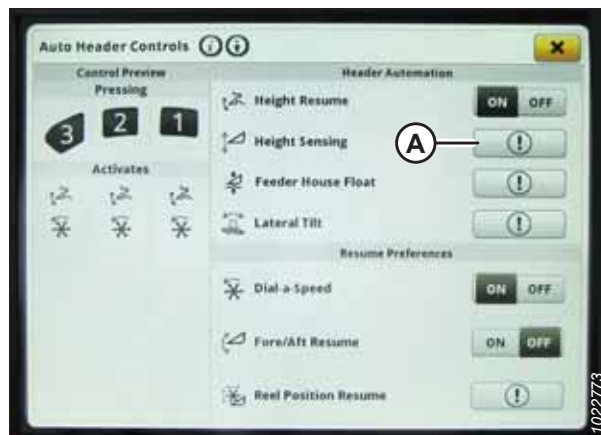 Auto Header Controls
Control Preview
Pressing
3 2 1
Activates
Header Automation
Height Resume ON OFF
Height Sensing A !
Feeder House Float !
Lateral Tilt !
Resume Preferences
Dial-a-Speed ON OFF
Fore/Aft Resume ON OFF
Reel Position Resume !
1022773